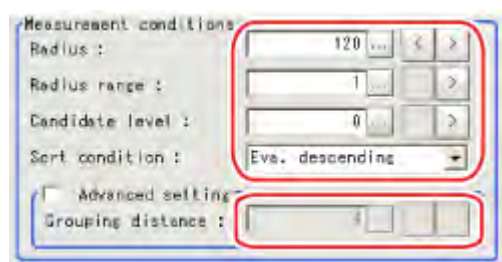 Measurement conditions
Radius : 120 ... < >
Radius range : 1 ... >
Candidate level : 0 ... >
Sort condition : Eva. descending
Advanced setting
Grouping distance :